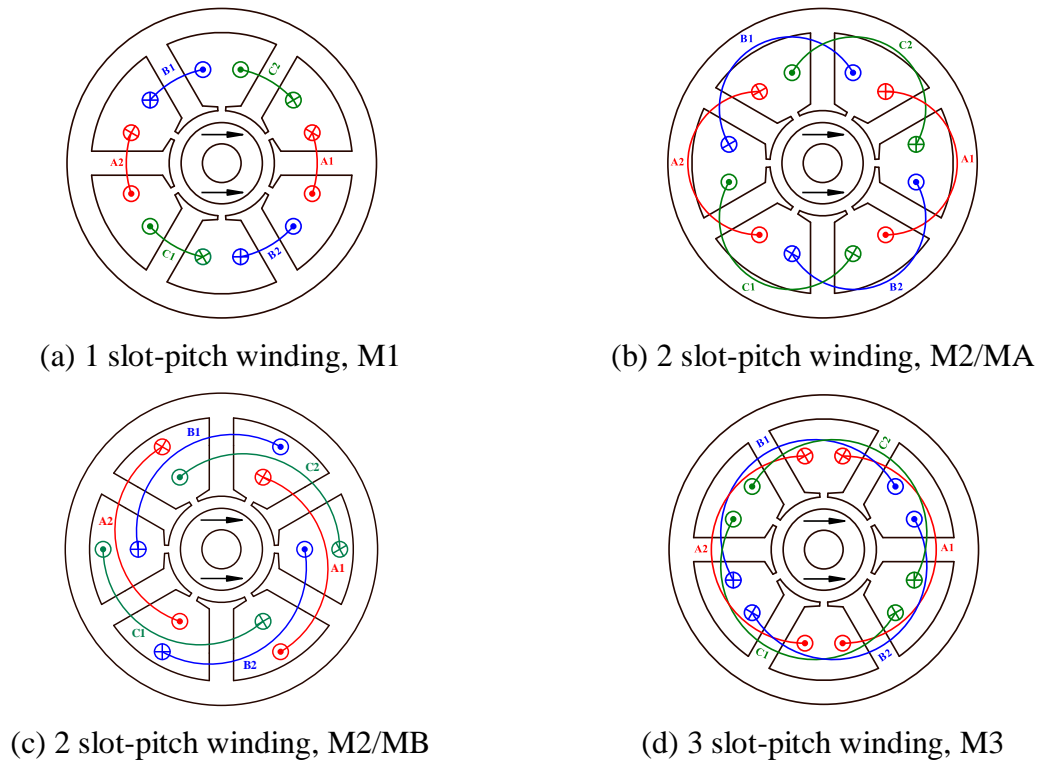 B1
C2
A2
A1
C1
B2
B1
C2
A2
A1
C1
B2
(a) 1 slot-pitch winding, M1
(b) 2 slot-pitch winding, M2/MA
B1
C2
A2
A1
C1
B2
B1
C2
A2
A1
C1
B2
(c) 2 slot-pitch winding, M2/MB
(d) 3 slot-pitch winding, M3